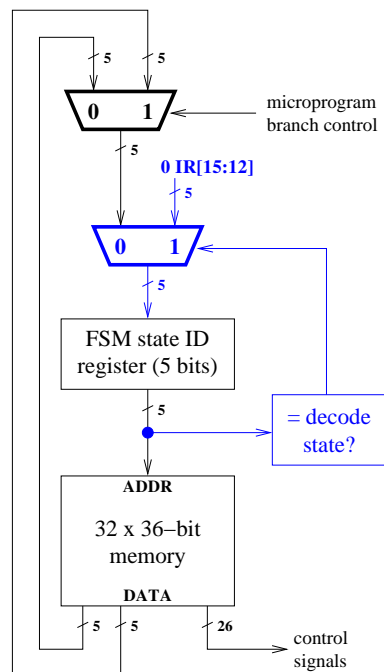 5
5
0 1
microprogram
branch control
5
0 IR[15:12]
5
0 1
5
FSM state ID
register (5 bits)
5
= decode
state?
ADDR
32 x 36−bit
memory
DATA
5
5
26
control
signals